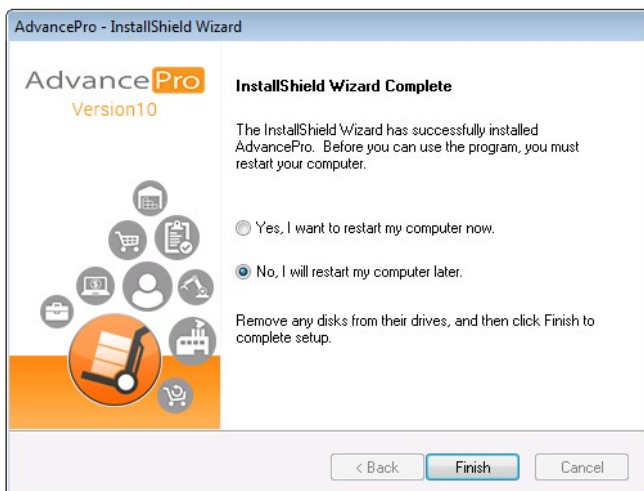 AdvancePro - InstallShield Wizard
Advance Pro
Version10
InstallShield Wizard Complete
The InstallShield Wizard has successfully installed
AdvancePro. Before you can use the program, you must
restart your computer.
Yes, I want to restart my computer now.
No, I will restart my computer later.
Remove any disks from their drives, and then click Finish to
complete setup.
< Back
Finish
Cancel